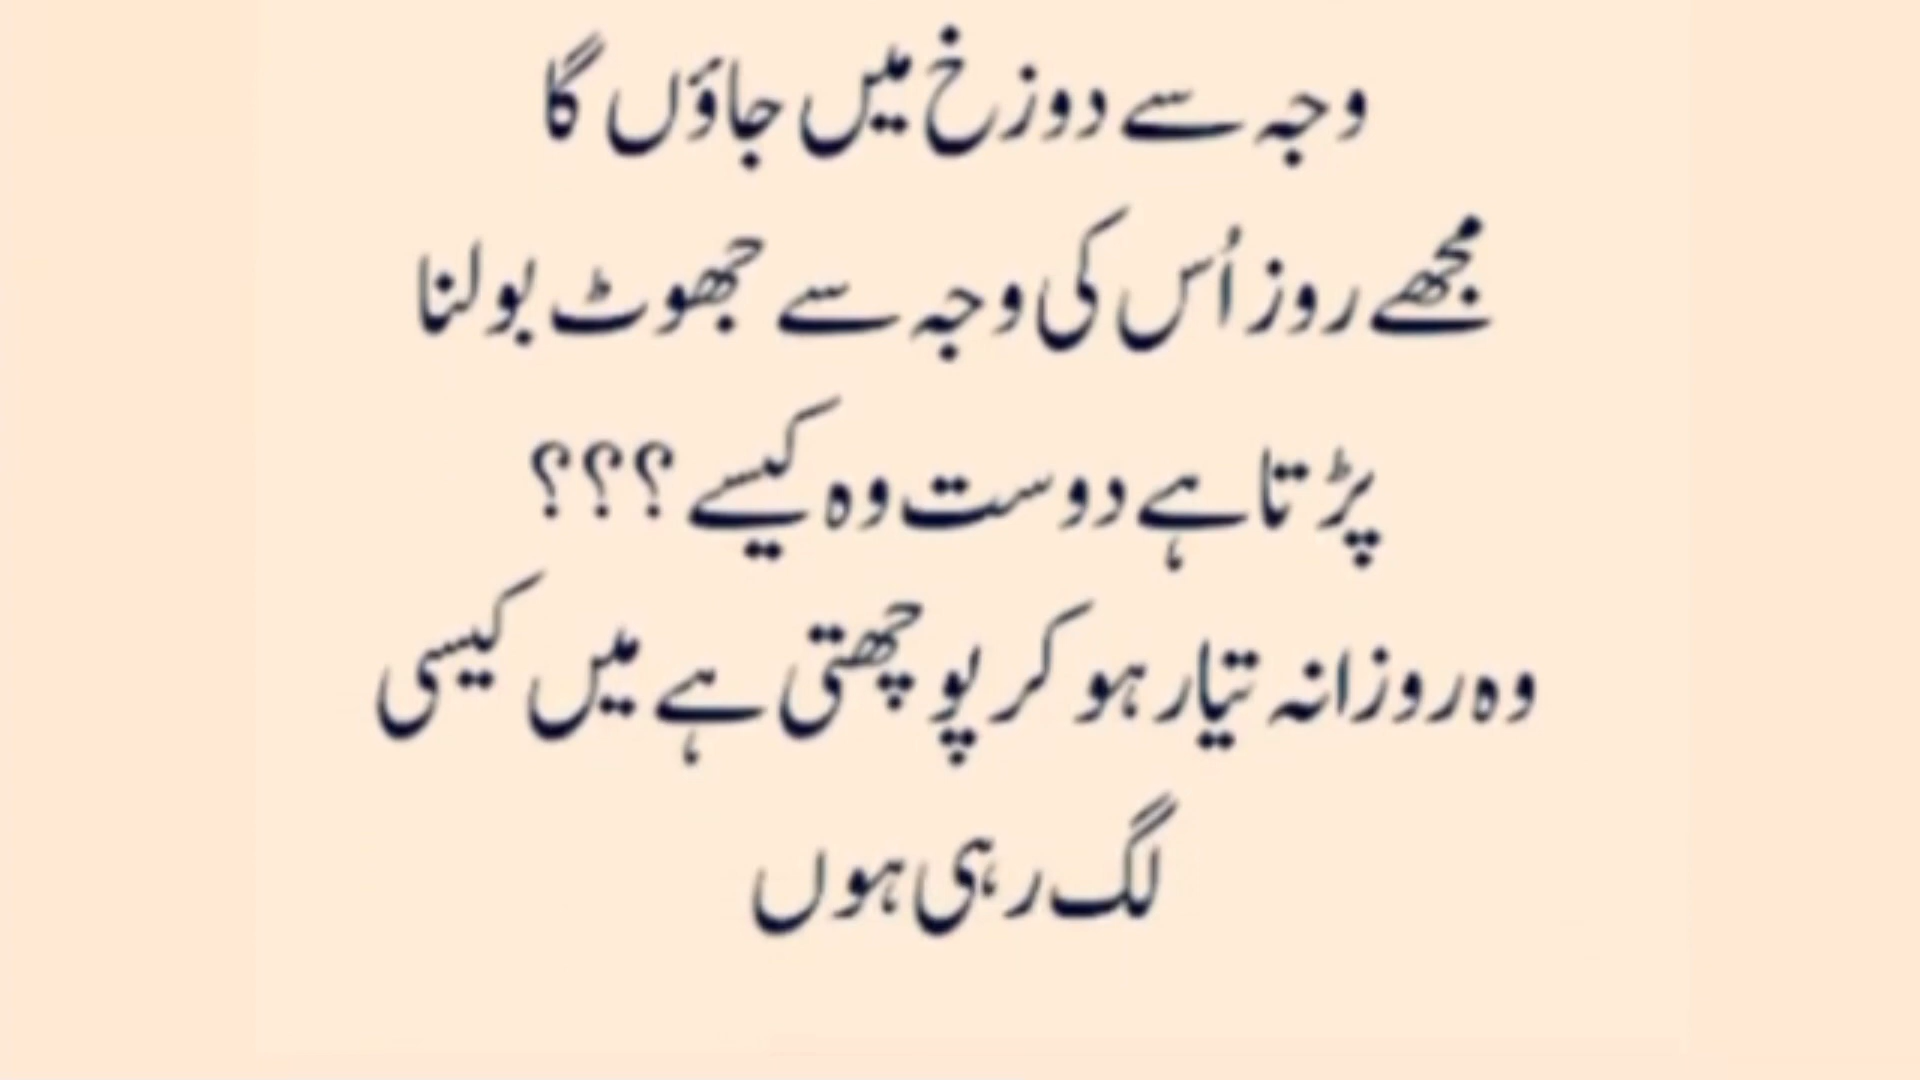 وجہ سے دوزخ میں جاؤں گا
مجھے روز اُس کی وجہ سے جھوٹ بولنا
پڑتا ہے دوست وہ کیسے ؟؟؟
وہ روزانہ تیار ہو کر پوچھتی ہے میں کیسی
لگ رہی ہوں